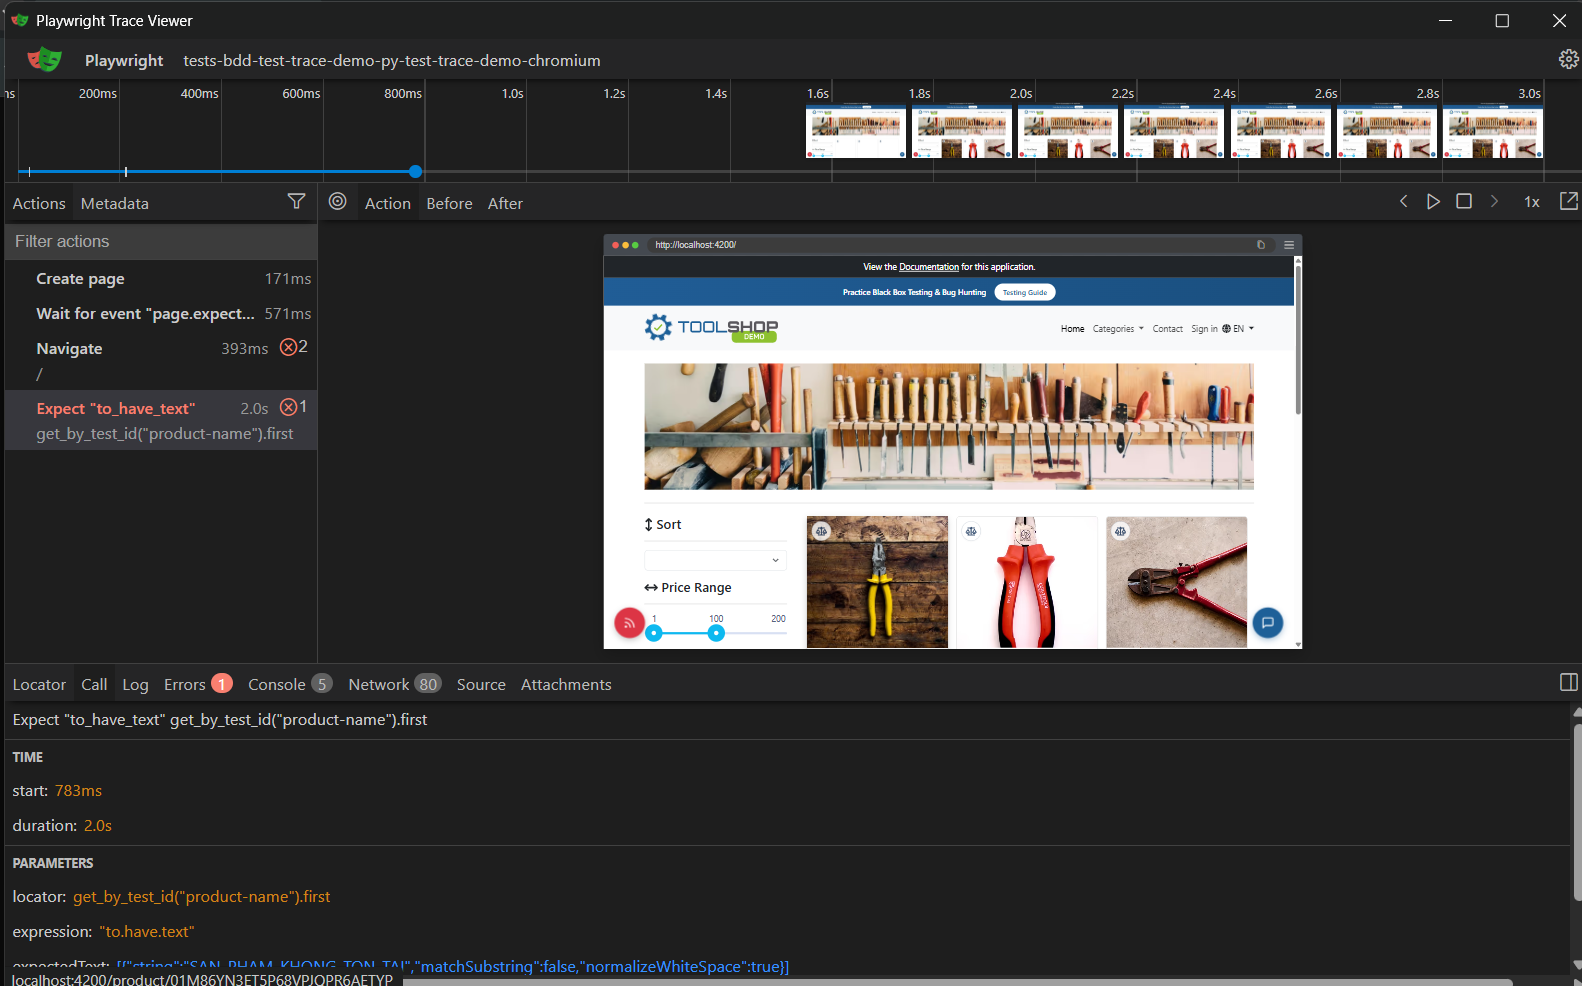 Playwright Trace Viewer
Playwright tests-bdd-test-trace-demo-py-test-trace-demo-chromium
200ms 400ms 600ms 800ms 1.0s 1.2s 1.4s 1.6s 1.8s 2.0s 2.2s 2.4s 2.6s 2.8s 3.0s
Actions Metadata
Action Before After
1x
Filter actions
Create page 171ms
Wait for event "page.expect... 571ms
Navigate 393ms 2
/
Expect "to_have_text" 2.0s 1
get_by_test_id("product-name").first
http://localhost:4200/
View the Documentation for this application.
Practice Black Box Testing & Bug Hunting Testing Guide
TOOLSHOP
DEMO
Home Categories Contact Sign in EN
Sort
Price Range
1 100 200
Locator Call Log Errors 1 Console 5 Network 80 Source Attachments
Expect "to_have_text" get_by_test_id("product-name").first
TIME
start: 783ms
duration: 2.0s
PARAMETERS
locator: get_by_test_id("product-name").first
expression: "to.have.text"
expectedText: [{"string":"SAN_PHAM_KHONG_TON_TAI","matchSubstring":false,"normalizeWhiteSpace":true}]
localhost:4200/product/01M86YN3ET5P68VPJQPR6AETYP